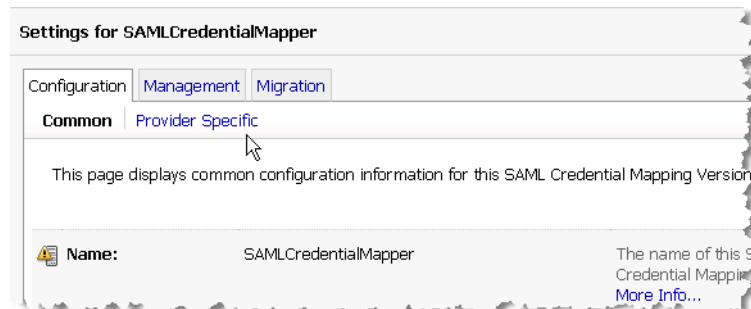 Settings for SAMLCredentialMapper
Configuration Management Migration
Common Provider Specific
This page displays common configuration information for this SAML Credential Mapping Version
Name: SAMLCredentialMapper The name of this
Credential Mapping
More Info...